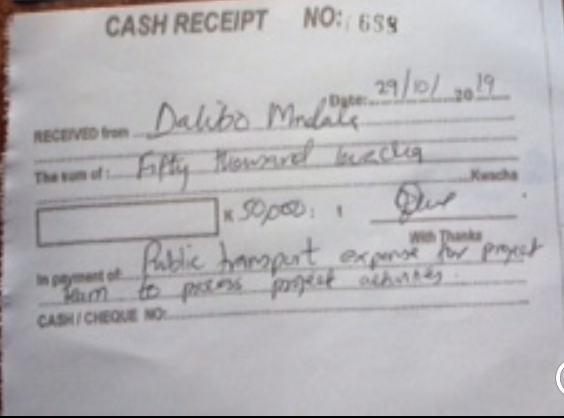 CASH RECEIPT NO: 688
Date: 29/10/ 2019
RECEIVED from Dalibo Mndala
The sum of: Fifty thousand kwacha
Kwacha
K 50,000:
With Thanks
In payment of: Public transport expense for project
team to process project activities.
CASH / CHEQUE NO: